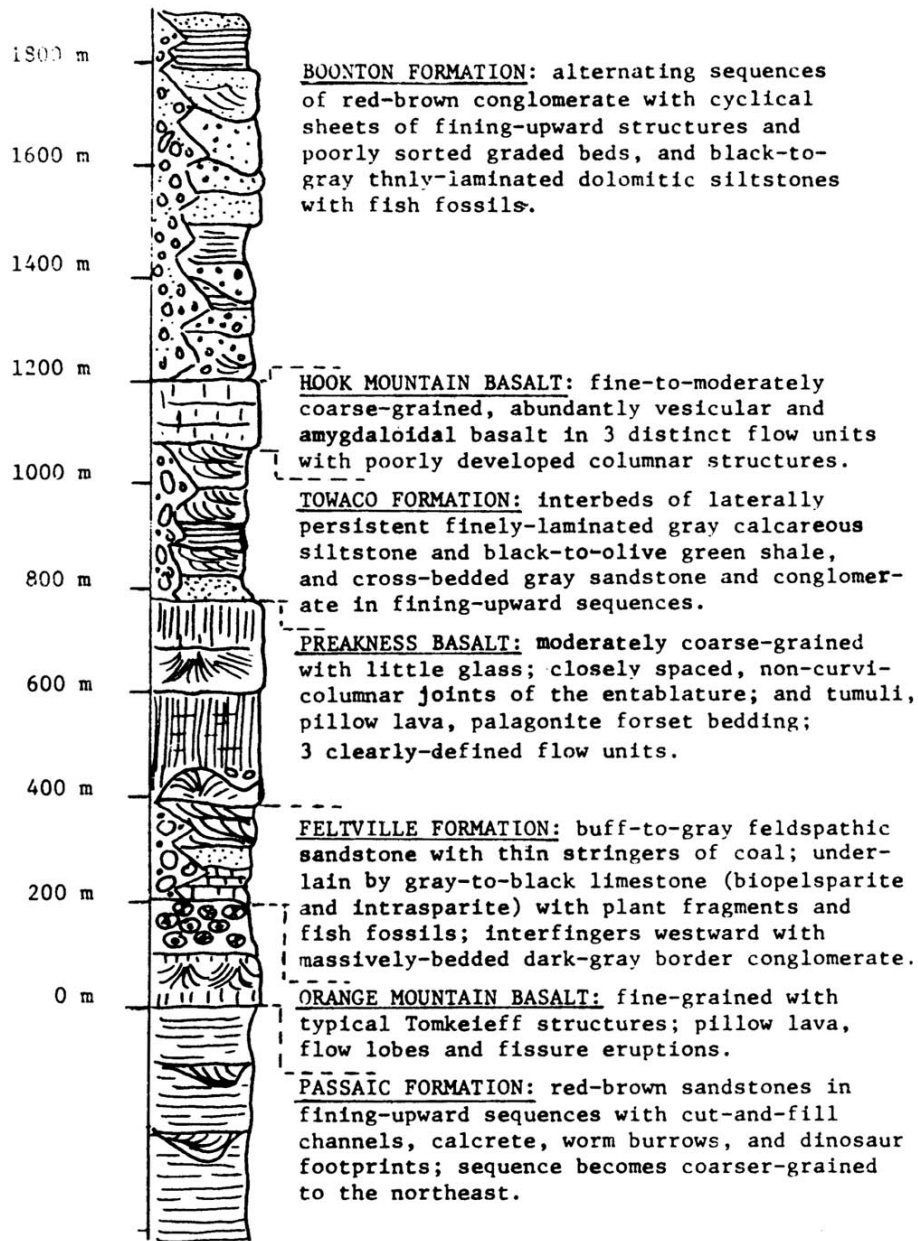 1800 m
BOONTON FORMATION: alternating sequences
of red-brown conglomerate with cyclical
sheets of fining-upward structures and
1600 m
poorly sorted graded beds, and black-to-
gray thnly-laminated dolomitic siltstones
with fish fossils.
1400 m
1200 m
HOOK MOUNTAIN BASALT: fine-to-moderately
coarse-grained, abundantly vesicular and
amygdaloidal basalt in 3 distinct flow units
with poorly developed columnar structures.
1000 m
TOWACO FORMATION: interbeds of laterally
persistent finely-laminated gray calcareous
siltstone and black-to-olive green shale,
800 m
and cross-bedded gray sandstone and conglomer-
ate in fining-upward sequences.
PREAKNESS BASALT: moderately coarse-grained
with little glass; closely spaced, non-curvi-
600 m
columnar joints of the entablature; and tumuli,
pillow lava, palagonite forset bedding;
3 clearly-defined flow units.
400 m
FELTVILLE FORMATION: buff-to-gray feldspathic
sandstone with thin stringers of coal; under-
lain by gray-to-black limestone (biopelsparite
200 m
and intrasparite) with plant fragments and
fish fossils; interfingers westward with
massively-bedded dark-gray border conglomerate.
0 m
ORANGE MOUNTAIN BASALT: fine-grained with
typical Tomkeieff structures; pillow lava,
flow lobes and fissure eruptions.
PASSAIC FORMATION: red-brown sandstones in
fining-upward sequences with cut-and-fill
channels, calcrete, worm burrows, and dinosaur
footprints; sequence becomes coarser-grained
to the northeast.